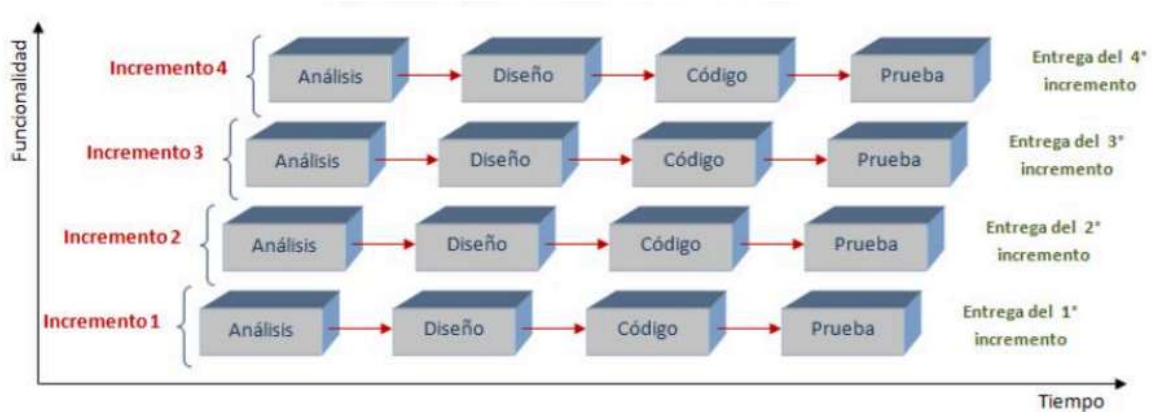 Funcionalidad
Incremento 4
Análisis
Diseño
Código
Prueba
Entrega del 4°
incremento
Incremento 3
Análisis
Diseño
Código
Prueba
Entrega del 3°
incremento
Incremento 2
Análisis
Diseño
Código
Prueba
Entrega del 2°
incremento
Incremento 1
Análisis
Diseño
Código
Prueba
Entrega del 1°
incremento
Tiempo